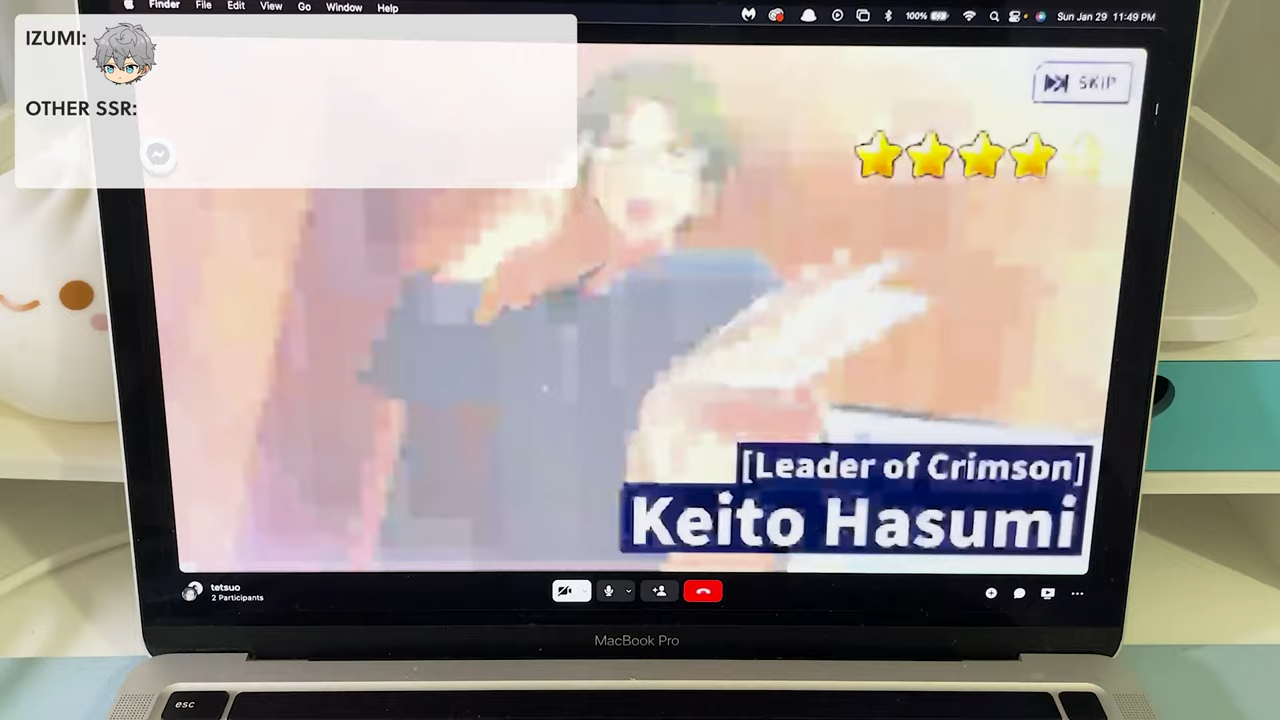 Finder File Edit View Go Window Help
100% Sun Jan 29 11:49 PM
IZUMI:
OTHER SSR:
SKIP
[Leader of Crimson]
Keito Hasumi
tetsuo
2 Participants
MacBook Pro
esc